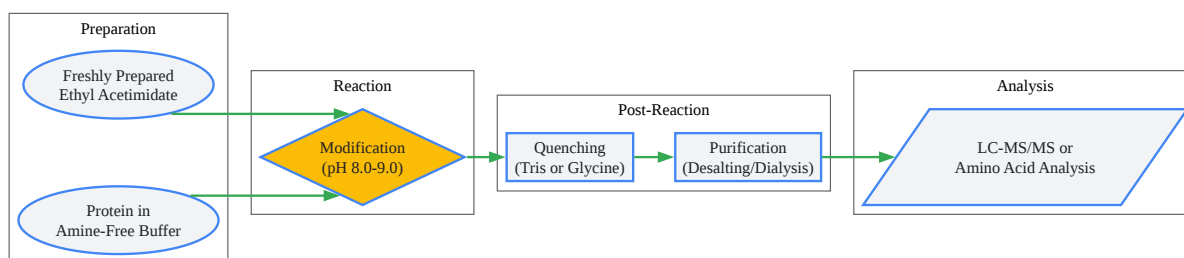 Preparation
Freshly Prepared
Ethyl Acetimidate
Protein in
Amine-Free Buffer
Reaction
Modification
(pH 8.0-9.0)
Post-Reaction
Quenching
(Tris or Glycine)
Purification
(Desalting/Dialysis)
Analysis
LC-MS/MS or
Amino Acid Analysis